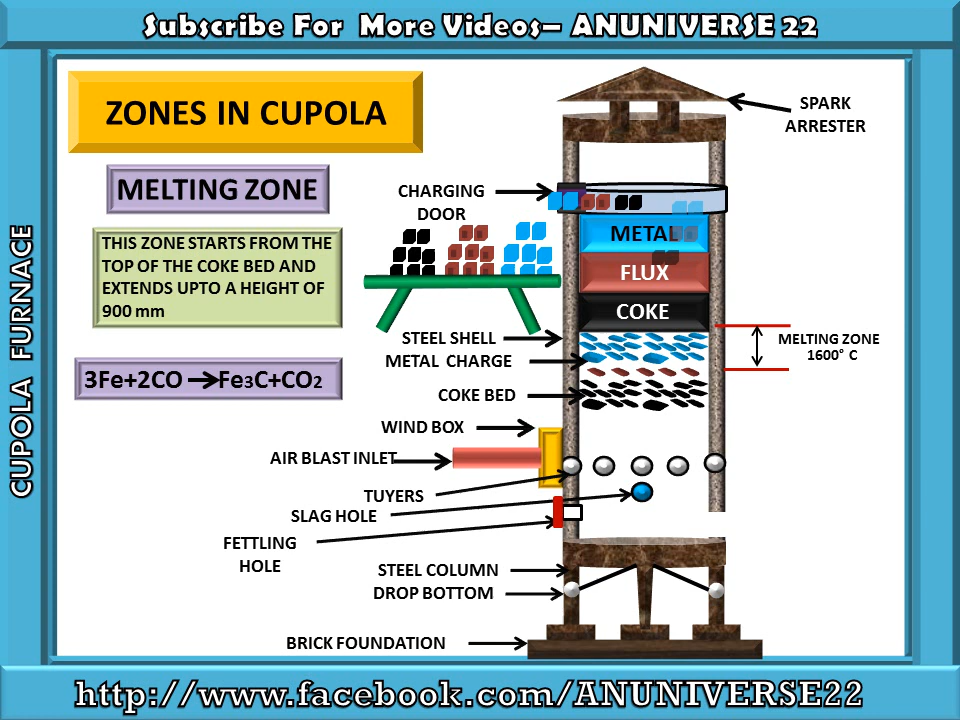 Subscribe For More Videos– ANUNIVERSE 22
CUPOLA FURNACE
ZONES IN CUPOLA
MELTING ZONE
THIS ZONE STARTS FROM THE
TOP OF THE COKE BED AND
EXTENDS UPTO A HEIGHT OF
900 mm
3Fe+2CO → Fe3C+CO2
SPARK
ARRESTER
CHARGING
DOOR
METAL
FLUX
COKE
STEEL SHELL
METAL CHARGE
MELTING ZONE
1600° C
COKE BED
WIND BOX
AIR BLAST INLET
TUYERS
SLAG HOLE
FETTLING
HOLE
STEEL COLUMN
DROP BOTTOM
BRICK FOUNDATION
http://www.facebook.com/ANUNIVERSE22